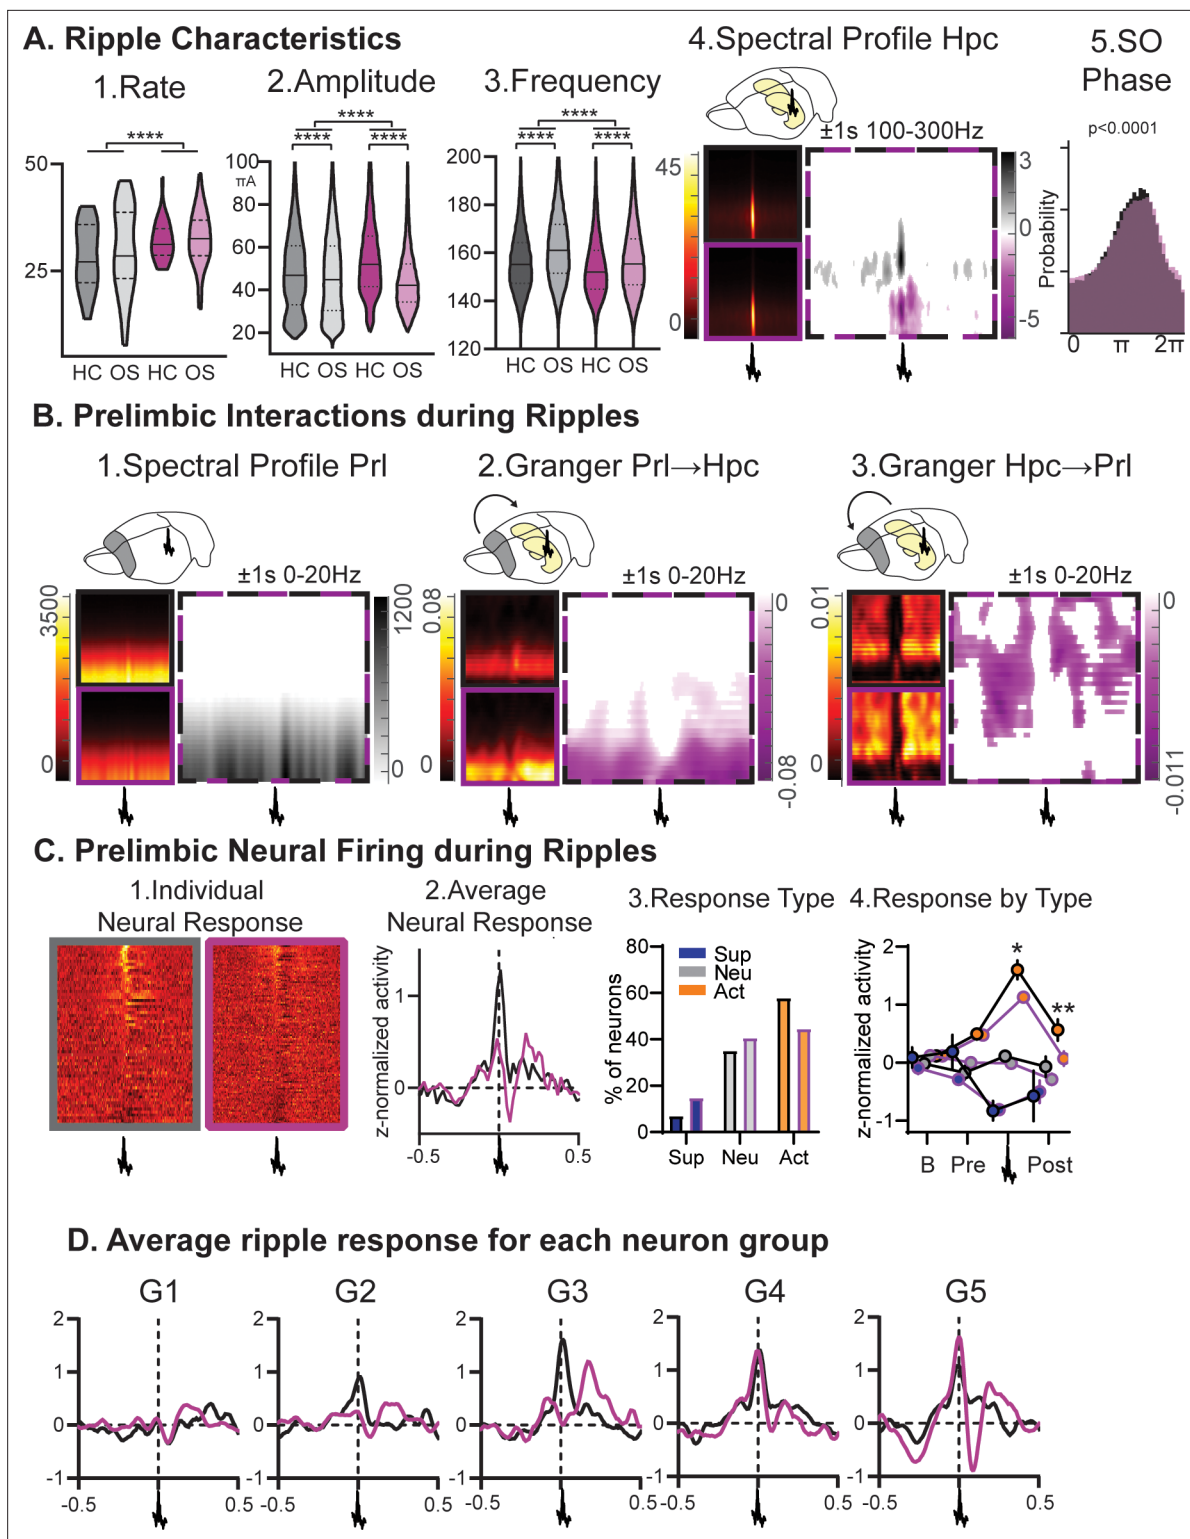 A. Ripple Characteristics
1.Rate
2.Amplitude
3.Frequency
4.Spectral Profile Hpc
5.SO
Phase
****
****
****
****
****
****
****
±1s 100-300Hz
p<0.0001
50
25
HC OS HC OS
100
πA
80
60
40
20
HC OS HC OS
200
180
160
140
120
HC OS HC OS
45
0
3
0
-5
Probability
0 π 2π
B. Prelimbic Interactions during Ripples
1.Spectral Profile Prl
2.Granger Prl→Hpc
3.Granger Hpc→Prl
±1s 0-20Hz
±1s 0-20Hz
±1s 0-20Hz
3500
0
1200
0
0.08
0
0
-0.08
0.01
0
0
-0.011
C. Prelimbic Neural Firing during Ripples
1.Individual
Neural Response
2.Average
Neural Response
z-normalized activity
1
0
-0.5 0.5
3.Response Type
% of neurons
80
60
40
20
0
Sup
Neu
Act
Sup Neu Act
4.Response by Type
z-normalized activity
2
1
0
-1
*
**
B Pre Post
D. Average ripple response for each neuron group
G1
G2
G3
G4
G5
2
1
0
-1
-0.5 0.5
2
1
0
-1
-0.5 0.5
2
1
0
-1
-0.5 0.5
2
1
0
-1
-0.5 0.5
2
1
0
-1
-0.5 0.5